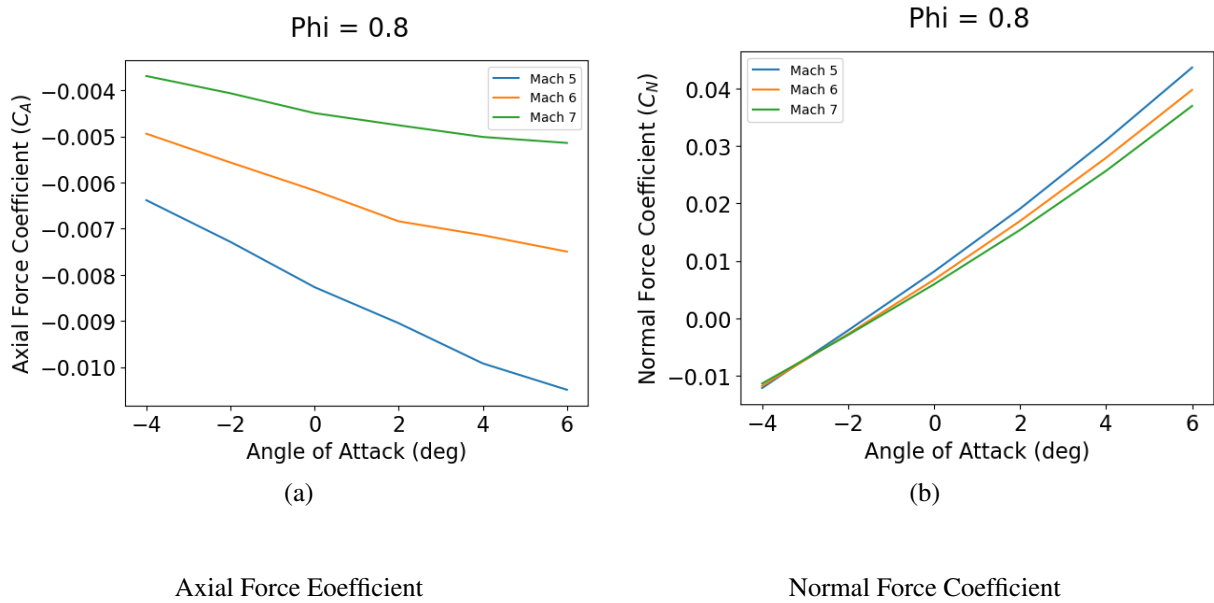 Phi = 0.8
Axial Force Coefficient (C_A)
−0.004
−0.005
−0.006
−0.007
−0.008
−0.009
−0.010
Mach 5
Mach 6
Mach 7
−4 −2 0 2 4 6
Angle of Attack (deg)
(a)
Axial Force Eoefficient
Phi = 0.8
Normal Force Coefficient (C_N)
0.04
0.03
0.02
0.01
0.00
−0.01
Mach 5
Mach 6
Mach 7
−4 −2 0 2 4 6
Angle of Attack (deg)
(b)
Normal Force Coefficient